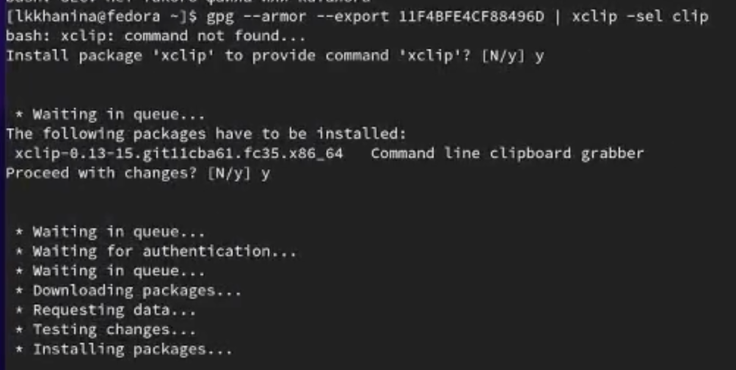 [lkkhanina@fedora ~]$ gpg --armor --export 11F4BFE4CF88496D | xclip -sel clip
bash: xclip: command not found...
Install package 'xclip' to provide command 'xclip'? [N/y] y
* Waiting in queue...
The following packages have to be installed:
xclip-0.13-15.git11cba61.fc35.x86_64 Command line clipboard grabber
Proceed with changes? [N/y] y
* Waiting in queue...
* Waiting for authentication...
* Waiting in queue...
* Downloading packages...
* Requesting data...
* Testing changes...
* Installing packages...